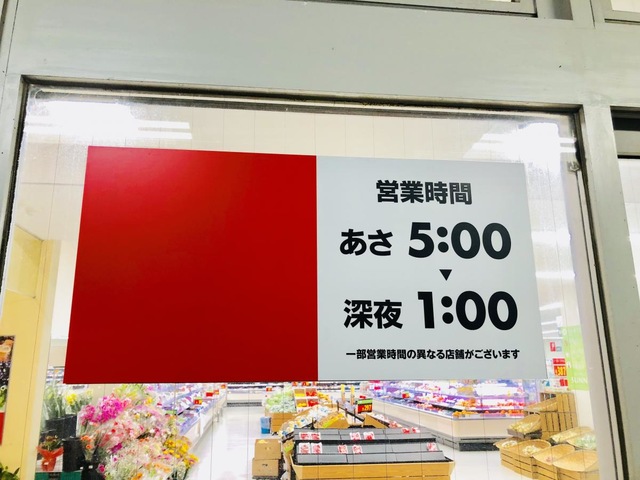 営業時間
あさ 5:00
▼
深夜 1:00
一部営業時間の異なる店舗がございます